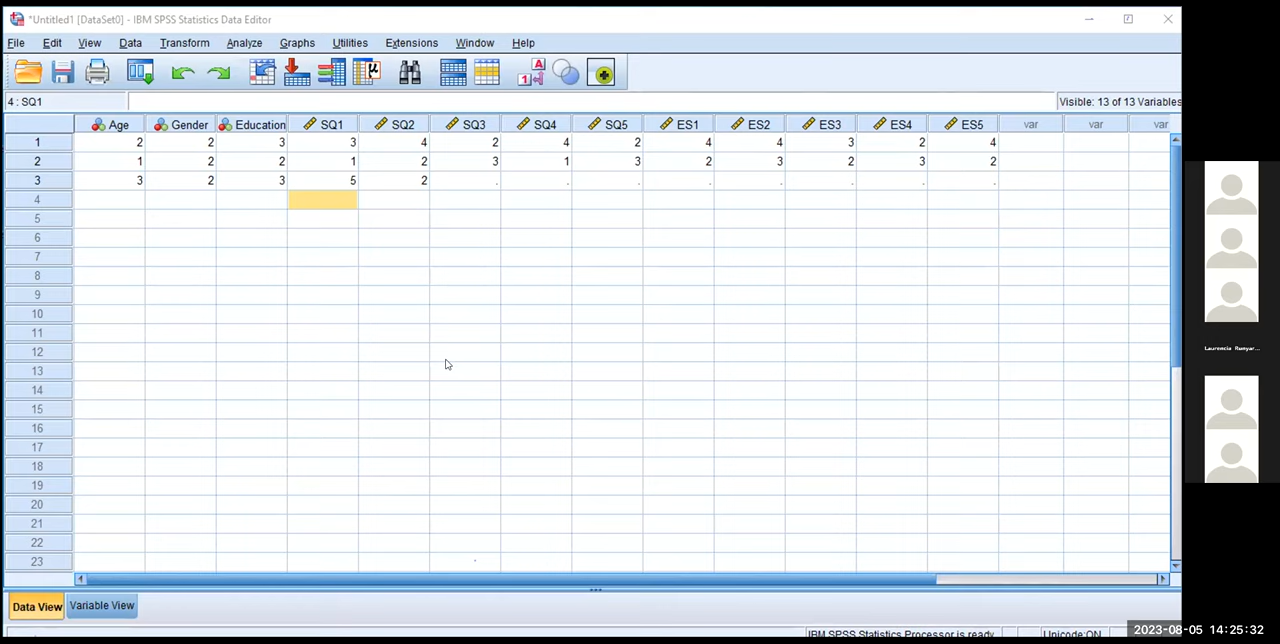 *Untitled1 [DataSet0] - IBM SPSS Statistics Data Editor
File Edit View Data Transform Analyze Graphs Utilities Extensions Window Help
4 : SQ1
Visible: 13 of 13 Variables
Age Gender Education SQ1 SQ2 SQ3 SQ4 SQ5 ES1 ES2 ES3 ES4 ES5 var var var
1 2 2 3 3 4 2 4 2 4 4 3 2 4
2 1 2 2 1 2 3 1 3 2 3 2 3 2
3 3 2 3 5 2 . . . . . . . .
4
5
6
7
8
9
10
11
12
13
14
15
16
17
18
19
20
21
22
23
Data View Variable View
IBM SPSS Statistics Processor is ready
Unicode:ON
2023-08-05 14:25:32